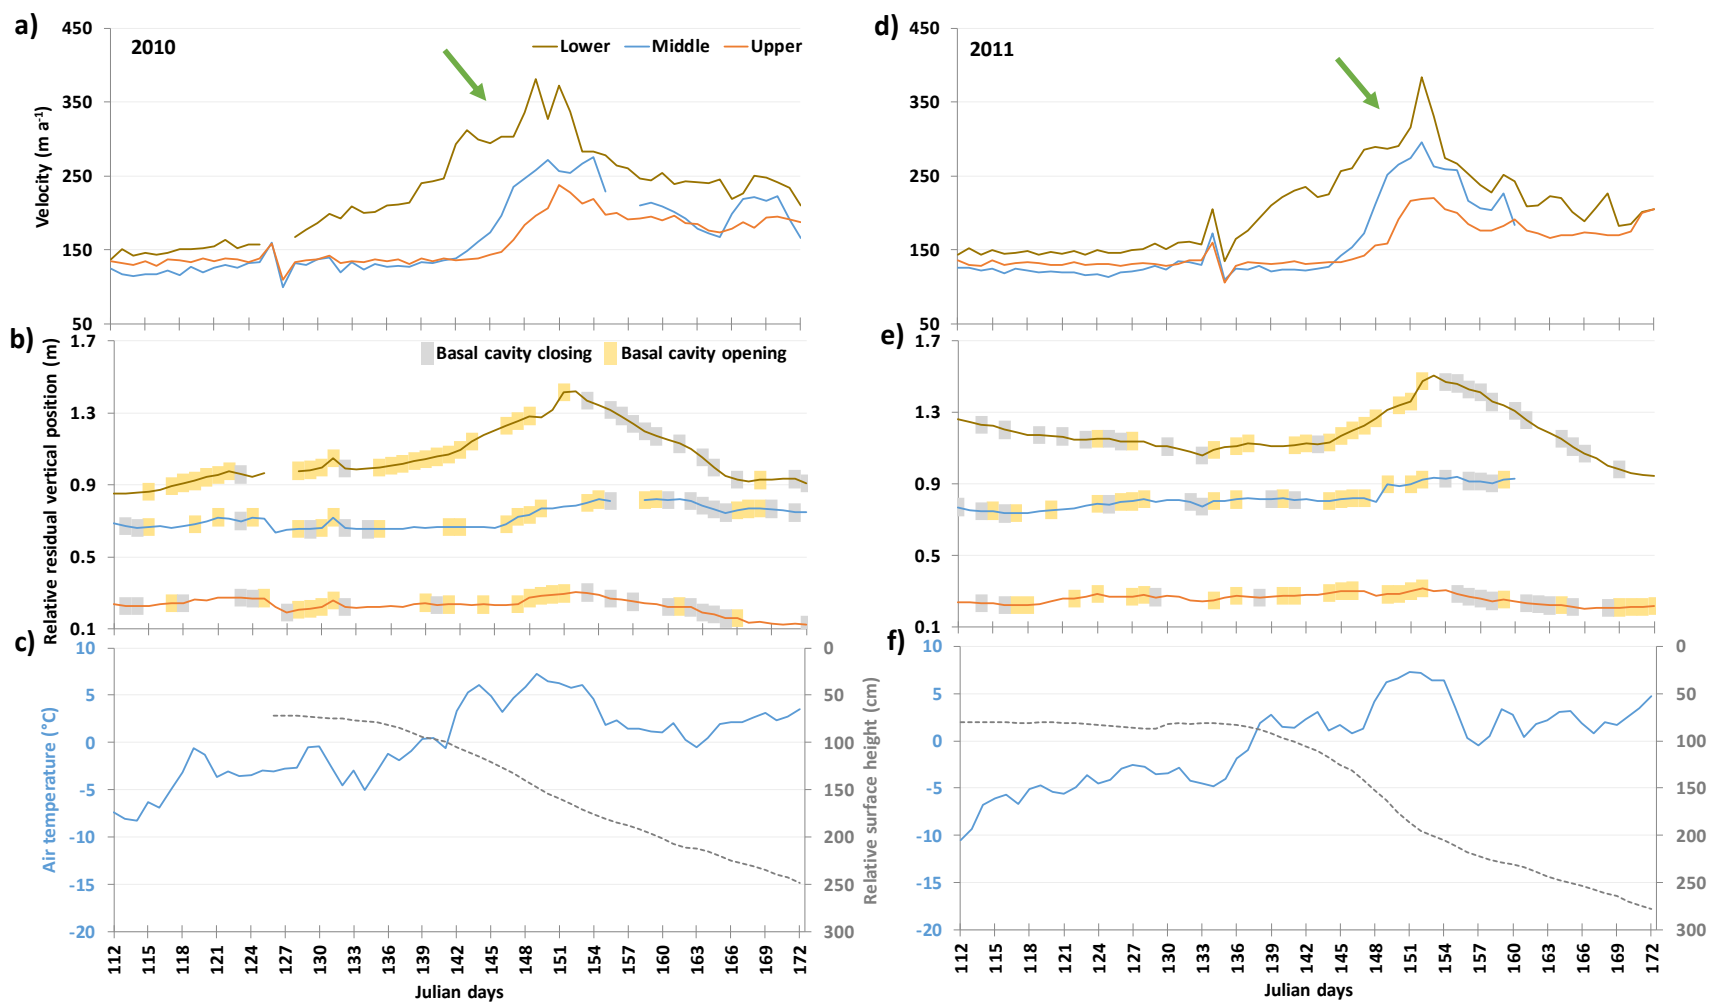 a)
2010
Lower
Middle
Upper
Velocity (m a⁻¹)
450
350
250
150
50
b)
Basal cavity closing
Basal cavity opening
Relative residual vertical position (m)
1.7
1.3
0.9
0.5
0.1
c)
Air temperature (°C)
10
5
0
-5
-10
-15
-20
0
50
100
150
200
250
300
Relative surface height (cm)
112 115 118 121 124 127 130 133 136 139 142 145 148 151 154 157 160 163 166 169 172
Julian days
d)
2011
450
350
250
150
50
e)
1.7
1.3
0.9
0.5
0.1
f)
10
5
0
-5
-10
-15
-20
0
50
100
150
200
250
300
112 115 118 121 124 127 130 133 136 139 142 145 148 151 154 157 160 163 166 169 172
Julian days